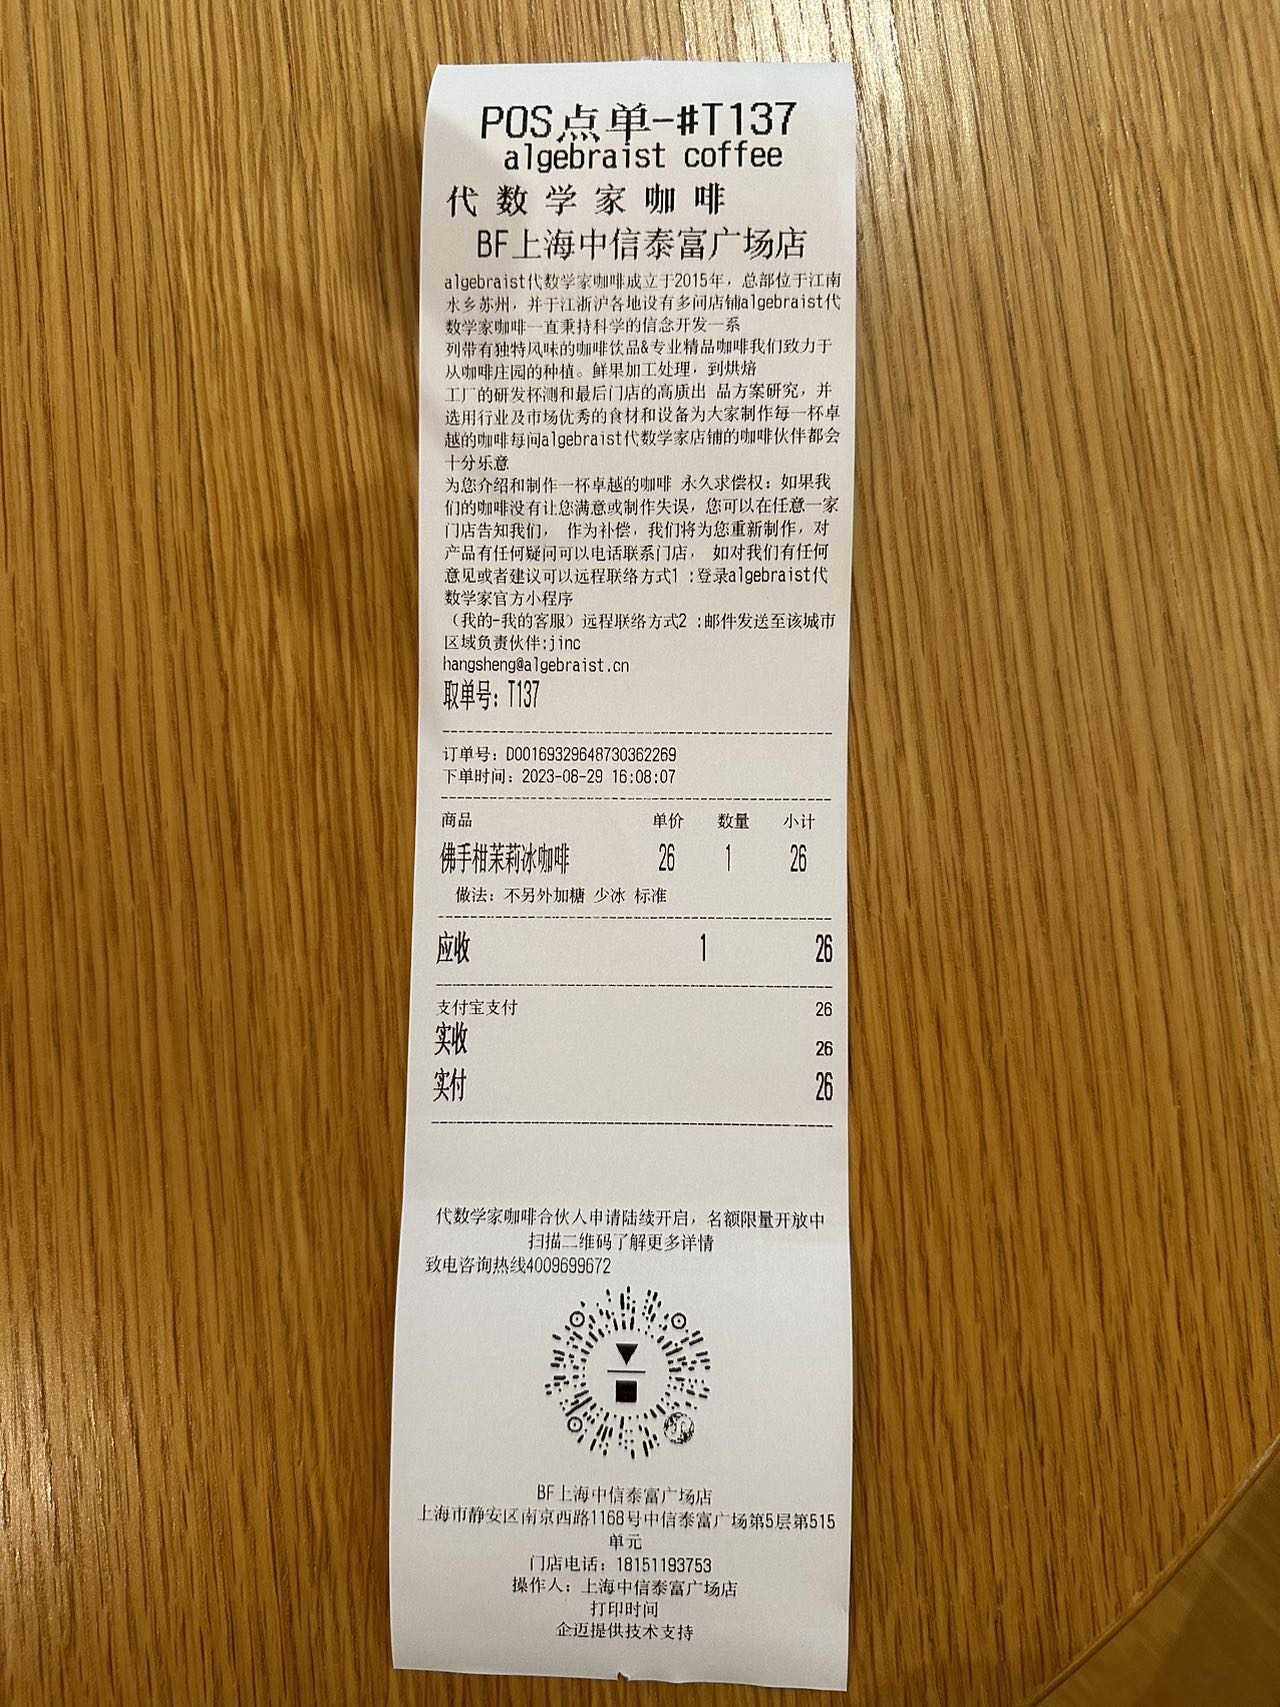 POS点单-#T137
algebraist coffee
代数学家咖啡
BF上海中信泰富广场店
algebraist代数学家咖啡成立于2015年，总部位于江南
水乡苏州，并于江浙沪各地设有多间店铺algebraist代
数学家咖啡一直秉持科学的信念开发一系
列带有独特风味的咖啡饮品&专业精品咖啡我们致力于
从咖啡庄园的种植。鲜果加工处理，到烘焙
工厂的研发杯测和最后门店的高质出 品方案研究，并
选用行业及市场优秀的食材和设备为大家制作每一杯卓
越的咖啡每间algebraist代数学家店铺的咖啡伙伴都会
十分乐意
为您介绍和制作一杯卓越的咖啡 永久求偿权：如果我
们的咖啡没有让您满意或制作失误，您可以在任意一家
门店告知我们， 作为补偿，我们将为您重新制作，对
产品有任何疑问可以电话联系门店， 如对我们有任何
意见或者建议可以远程联络方式1 :登录algebraist代
数学家官方小程序
（我的-我的客服）远程联络方式2 :邮件发送至该城市
区域负责伙伴:jinc
hangsheng@algebraist.cn
取单号：T137
订单号：D001693296487303622​69
下单时间：2023-08-29 16:08:07
商品 单价 数量 小计
佛手柑茉莉冰咖啡 26 1 26
做法：不另外加糖 少冰 标准
应收 1 26
支付宝支付 26
实收 26
实付 26
代数学家咖啡合伙人申请陆续开启，名额限量开放中
扫描二维码了解更多详情
致电咨询热线4009699672
BF上海中信泰富广场店
上海市静安区南京西路1168号中信泰富广场第5层第515
单元
门店电话：18151193753
操作人：上海中信泰富广场店
打印时间
企迈提供技术支持